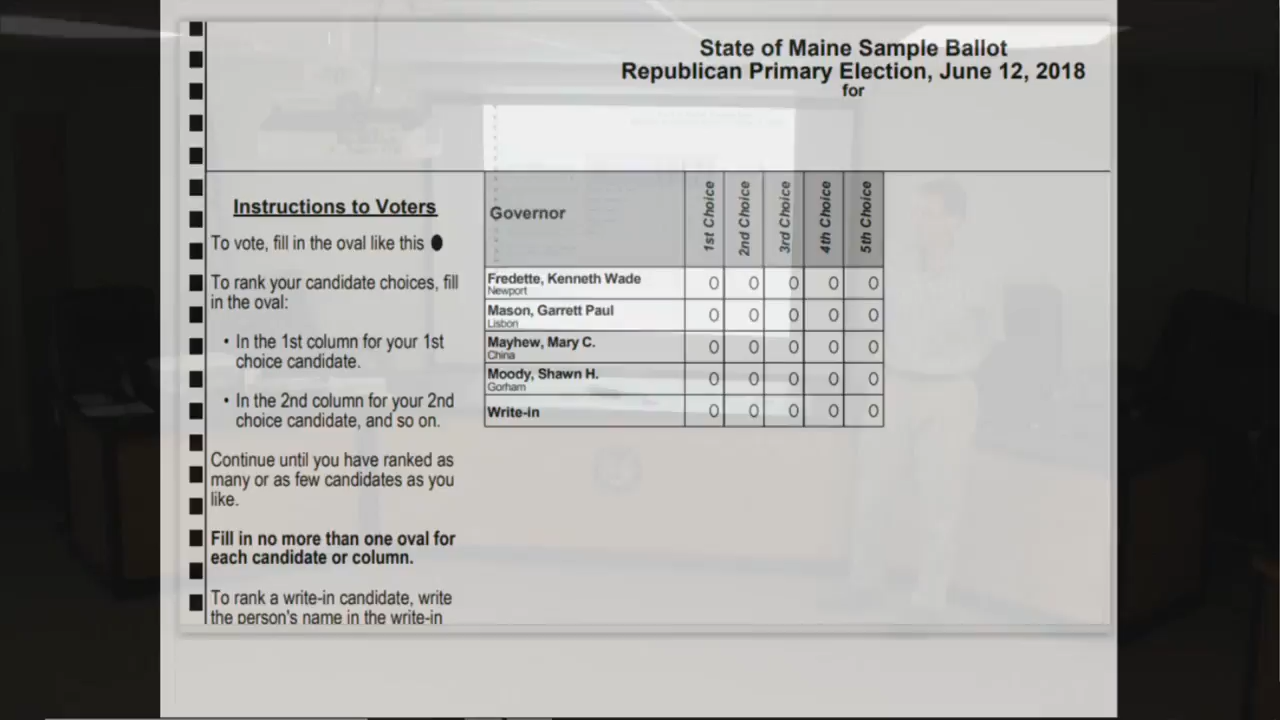 State of Maine Sample Ballot
Republican Primary Election, June 12, 2018
for
Instructions to Voters
To vote, fill in the oval like this
To rank your candidate choices, fill
in the oval:
• In the 1st column for your 1st
choice candidate.
• In the 2nd column for your 2nd
choice candidate, and so on.
Continue until you have ranked as
many or as few candidates as you
like.
Fill in no more than one oval for
each candidate or column.
To rank a write-in candidate, write
the person's name in the write-in
Governor
1st Choice
2nd Choice
3rd Choice
4th Choice
5th Choice
Fredette, Kenneth Wade
Newport
Mason, Garrett Paul
Lisbon
Mayhew, Mary C.
China
Moody, Shawn H.
Gorham
Write-in